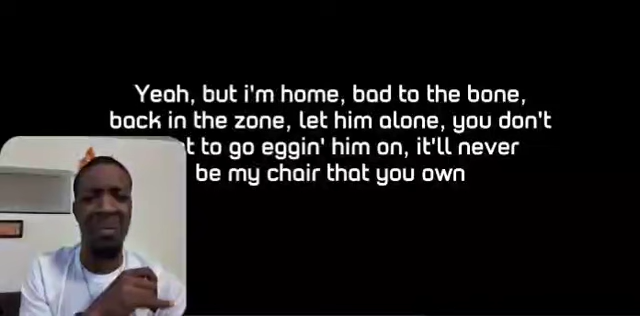 Yeah, but i'm home, bad to the bone,
back in the zone, let him alone, you don't
t to go eggin' him on, it'll never
be my chair that you own